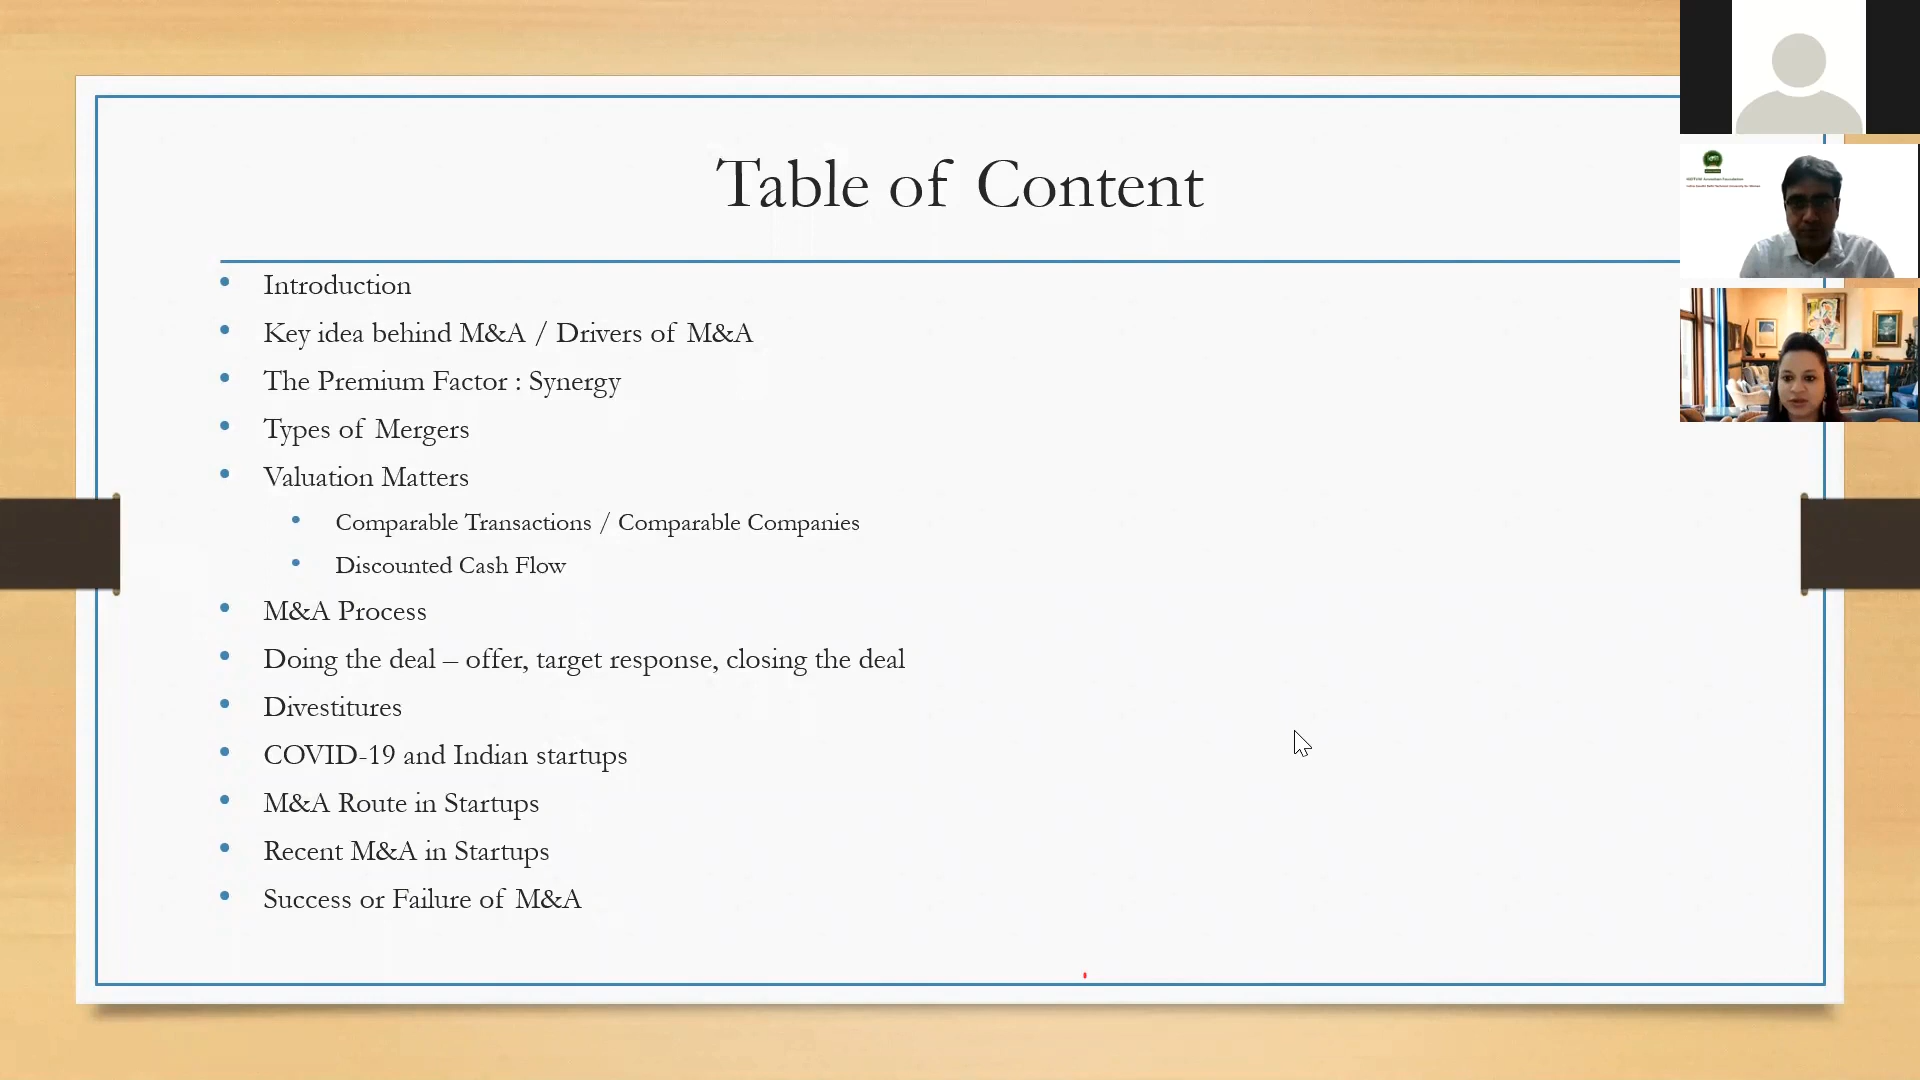 Table of Content
Introduction
Key idea behind M&A / Drivers of M&A
The Premium Factor : Synergy
Types of Mergers
Valuation Matters
Comparable Transactions / Comparable Companies
Discounted Cash Flow
M&A Process
Doing the deal – offer, target response, closing the deal
Divestitures
COVID-19 and Indian startups
M&A Route in Startups
Recent M&A in Startups
Success or Failure of M&A